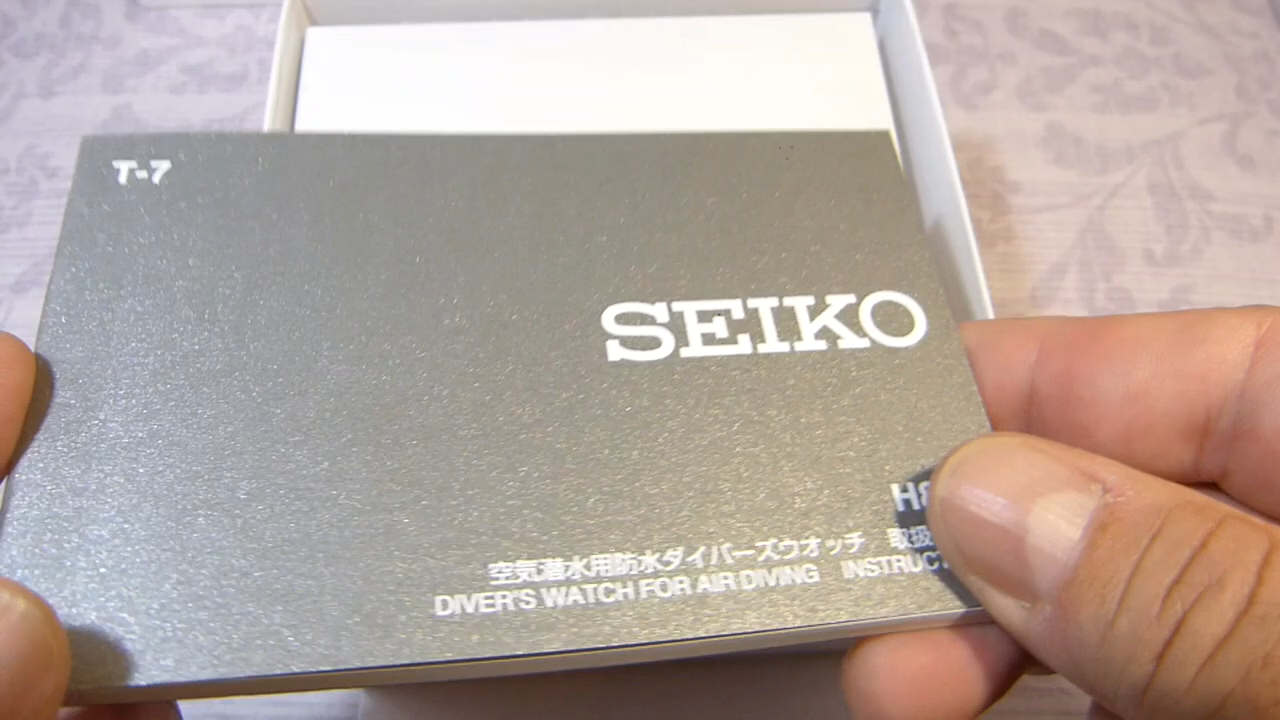 T-7
SEIKO
H8
空気潜水用防水ダイバーズウオッチ 取扱
DIVER'S WATCH FOR AIR DIVING INSTRUCT